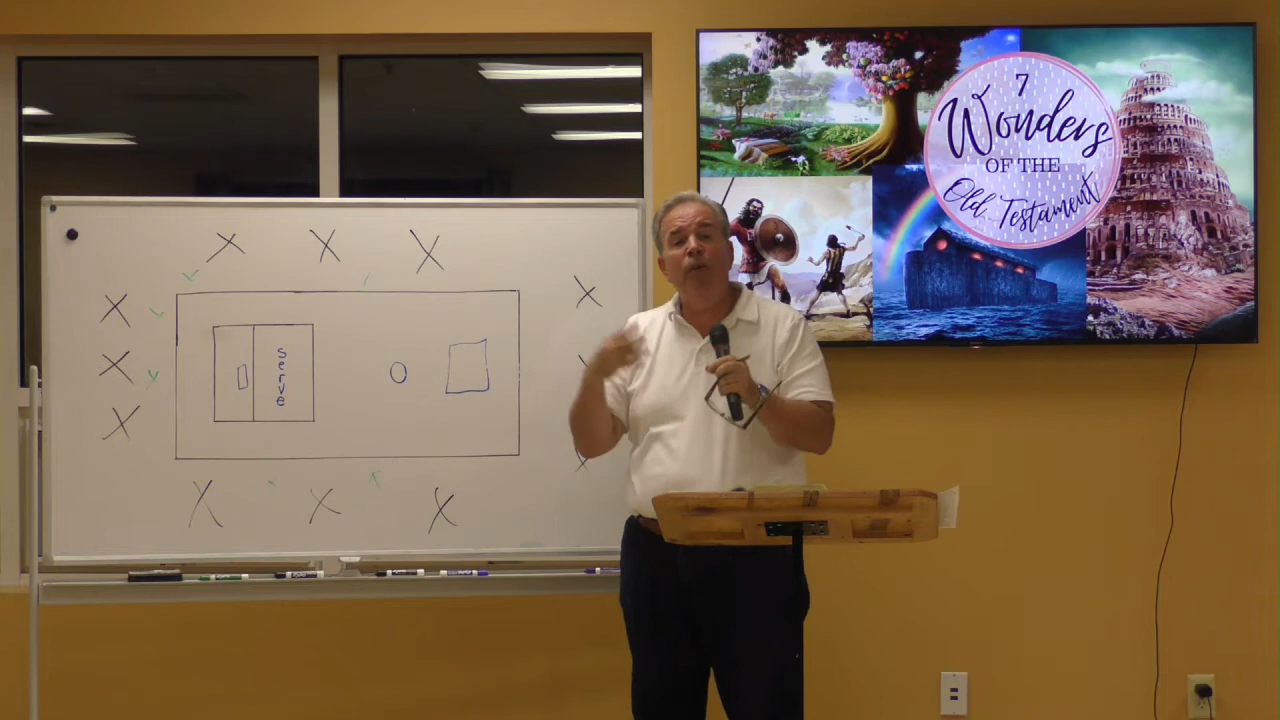 X X X
X X
X
X
serve
X X X
7
Wonders
OF THE
Old Testament